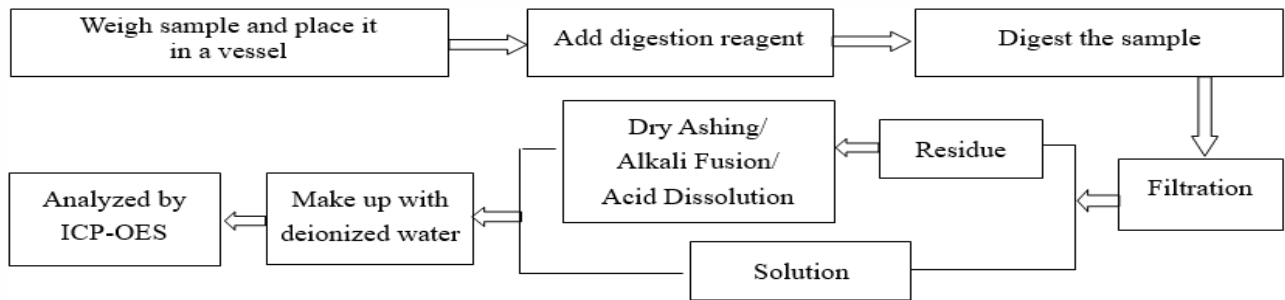 Weigh sample and place it
in a vessel
Add digestion reagent
Digest the sample
Filtration
Residue
Dry Ashing/
Alkali Fusion/
Acid Dissolution
Solution
Make up with
deionized water
Analyzed by
ICP-OES